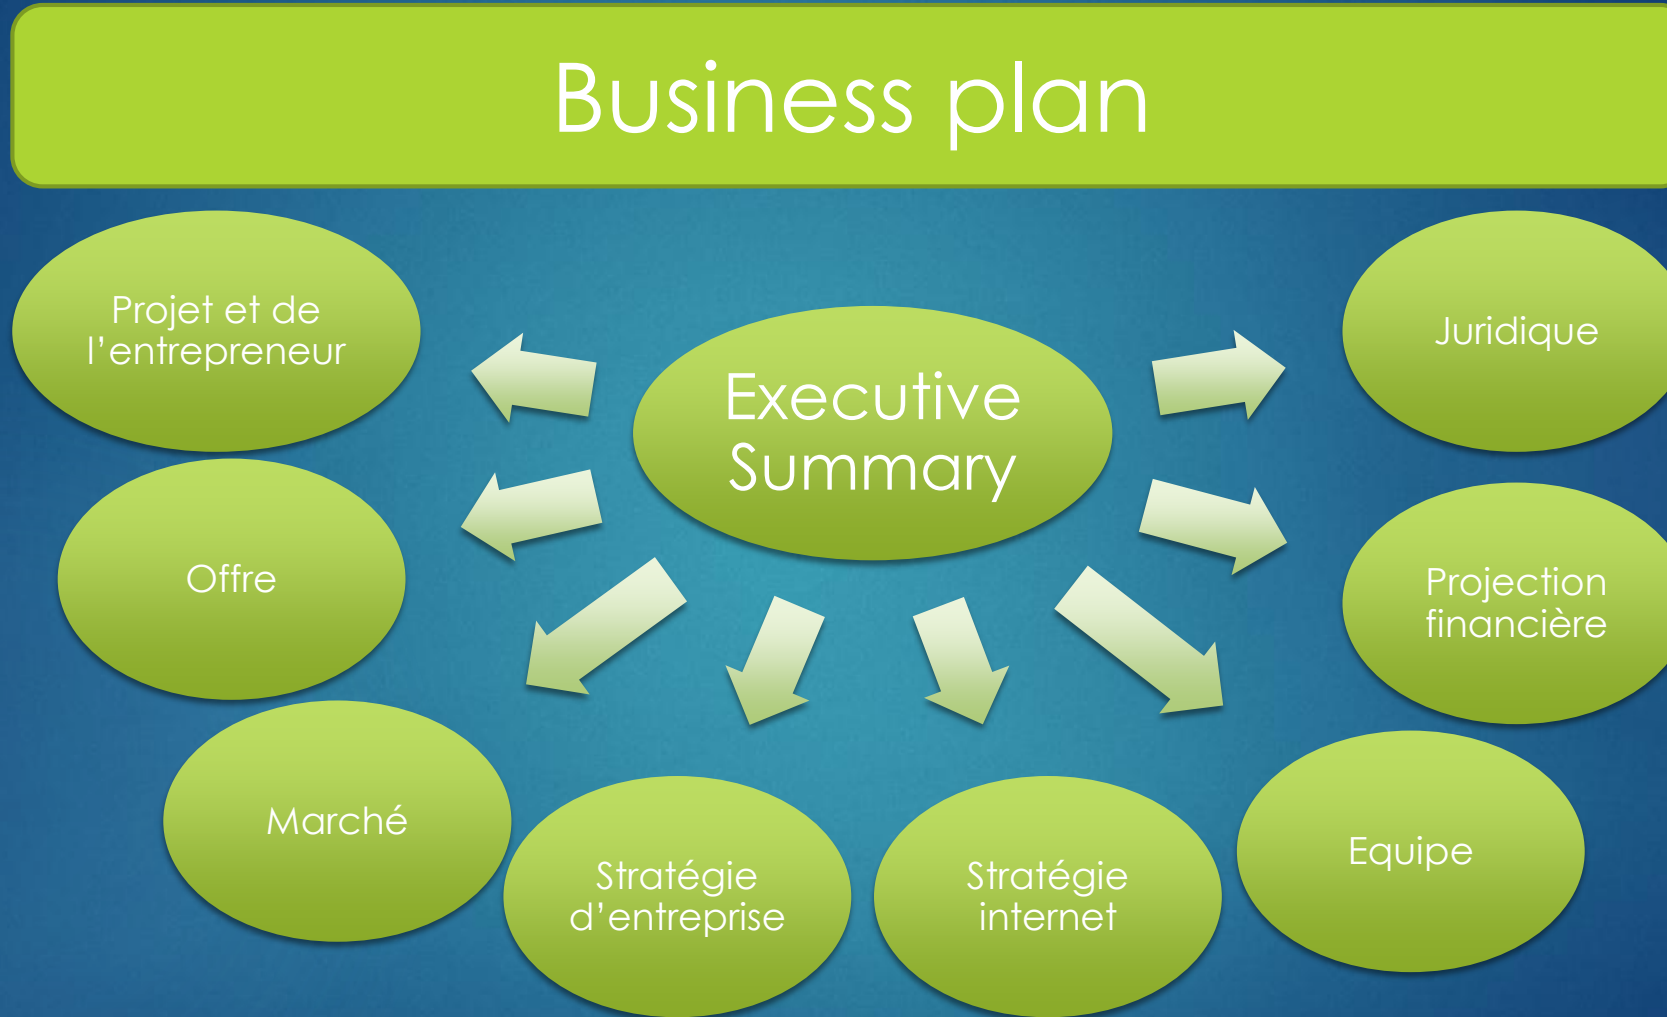 Business plan
Projet et de
l’entrepreneur
Juridique
Executive
Summary
Offre
Projection
financière
Marché
Equipe
Stratégie
d’entreprise
Stratégie
internet